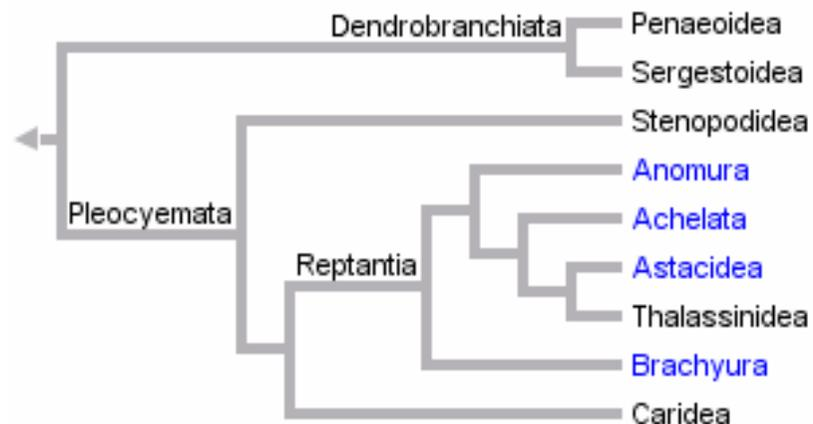 Dendrobranchiata
Penaeoidea
Sergestoidea
Stenopodidea
Pleocyemata
Anomura
Achelata
Reptantia
Astacidea
Thalassinidea
Brachyura
Caridea